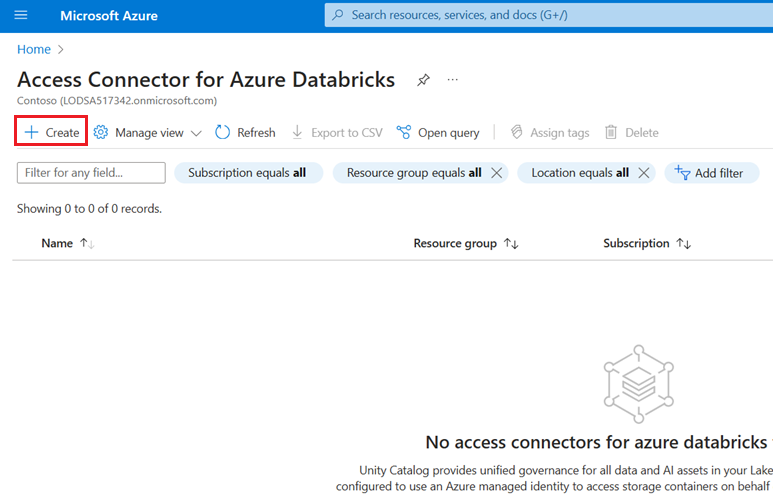 Microsoft Azure
Search resources, services, and docs (G+/)
Home
Access Connector for Azure Databricks
Contoso (LODSA517342.onmicrosoft.com)
Create Manage view Refresh Export to CSV Open query Assign tags Delete
Filter for any field... Subscription equals all Resource group equals all Location equals all Add filter
Showing 0 to 0 of 0 records.
Name Resource group Subscription
No access connectors for azure databricks
Unity Catalog provides unified governance for all data and AI assets in your Lake
configured to use an Azure managed identity to access storage containers on behalf